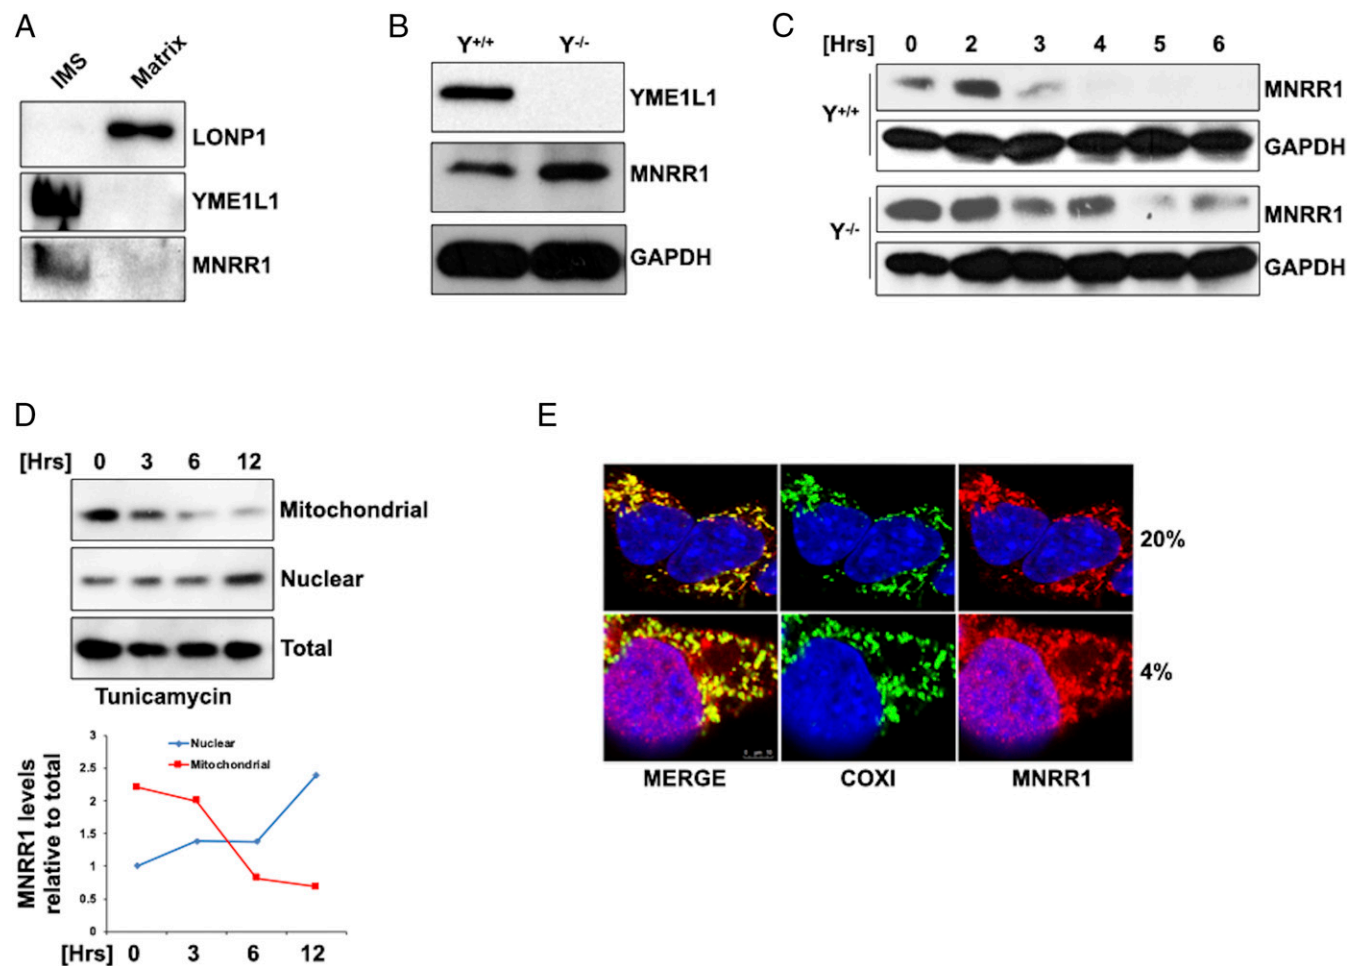 A
IMS Matrix
LONP1
YME1L1
MNRR1
B
Y+/+ Y-/-
YME1L1
MNRR1
GAPDH
C
[Hrs] 0 2 3 4 5 6
Y+/+
MNRR1
GAPDH
Y-/-
MNRR1
GAPDH
D
[Hrs] 0 3 6 12
Mitochondrial
Nuclear
Total
Tunicamycin
3
2.5
2
1.5
1
0.5
0
Nuclear
Mitochondrial
MNRR1 levels
relative to total
[Hrs] 0 3 6 12
E
20%
4%
MERGE COXI MNRR1